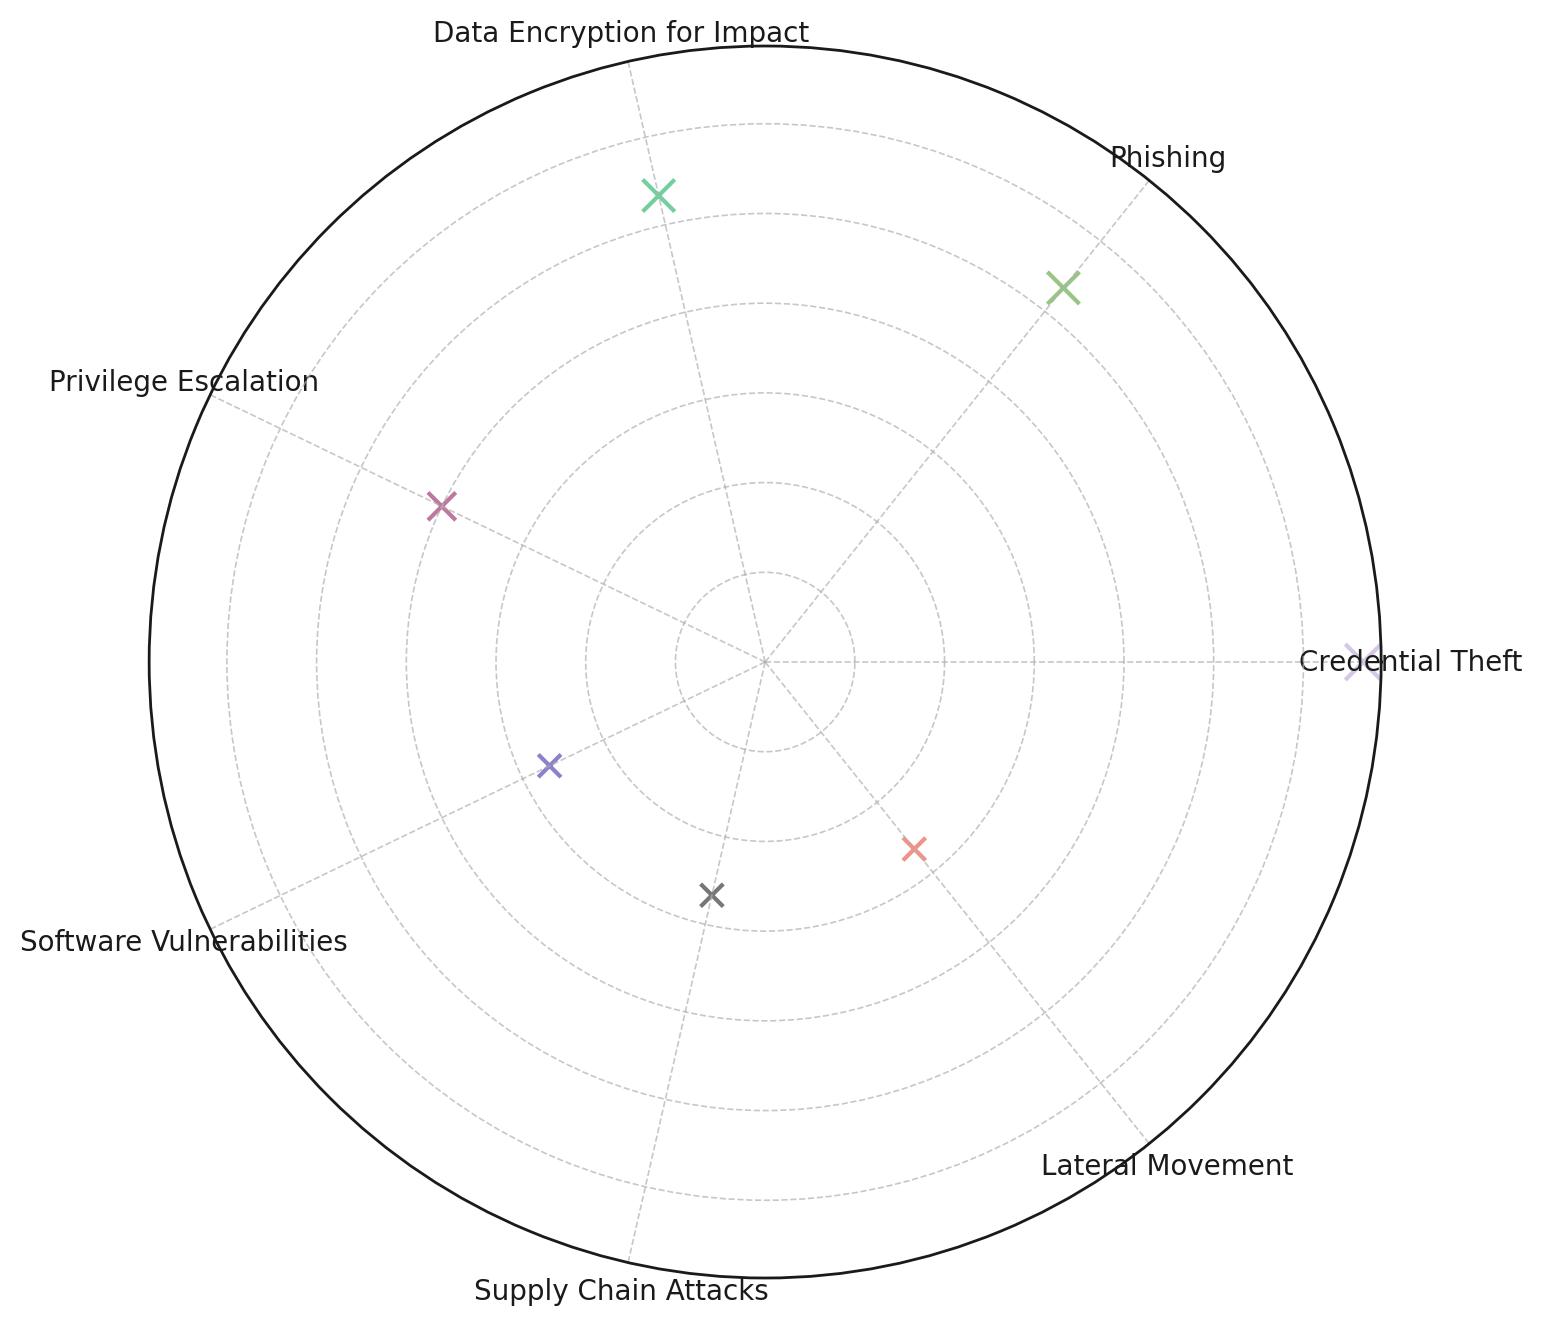 Data Encryption for Impact
Phishing
Privilege Escalation
Credential Theft
Software Vulnerabilities
Lateral Movement
Supply Chain Attacks